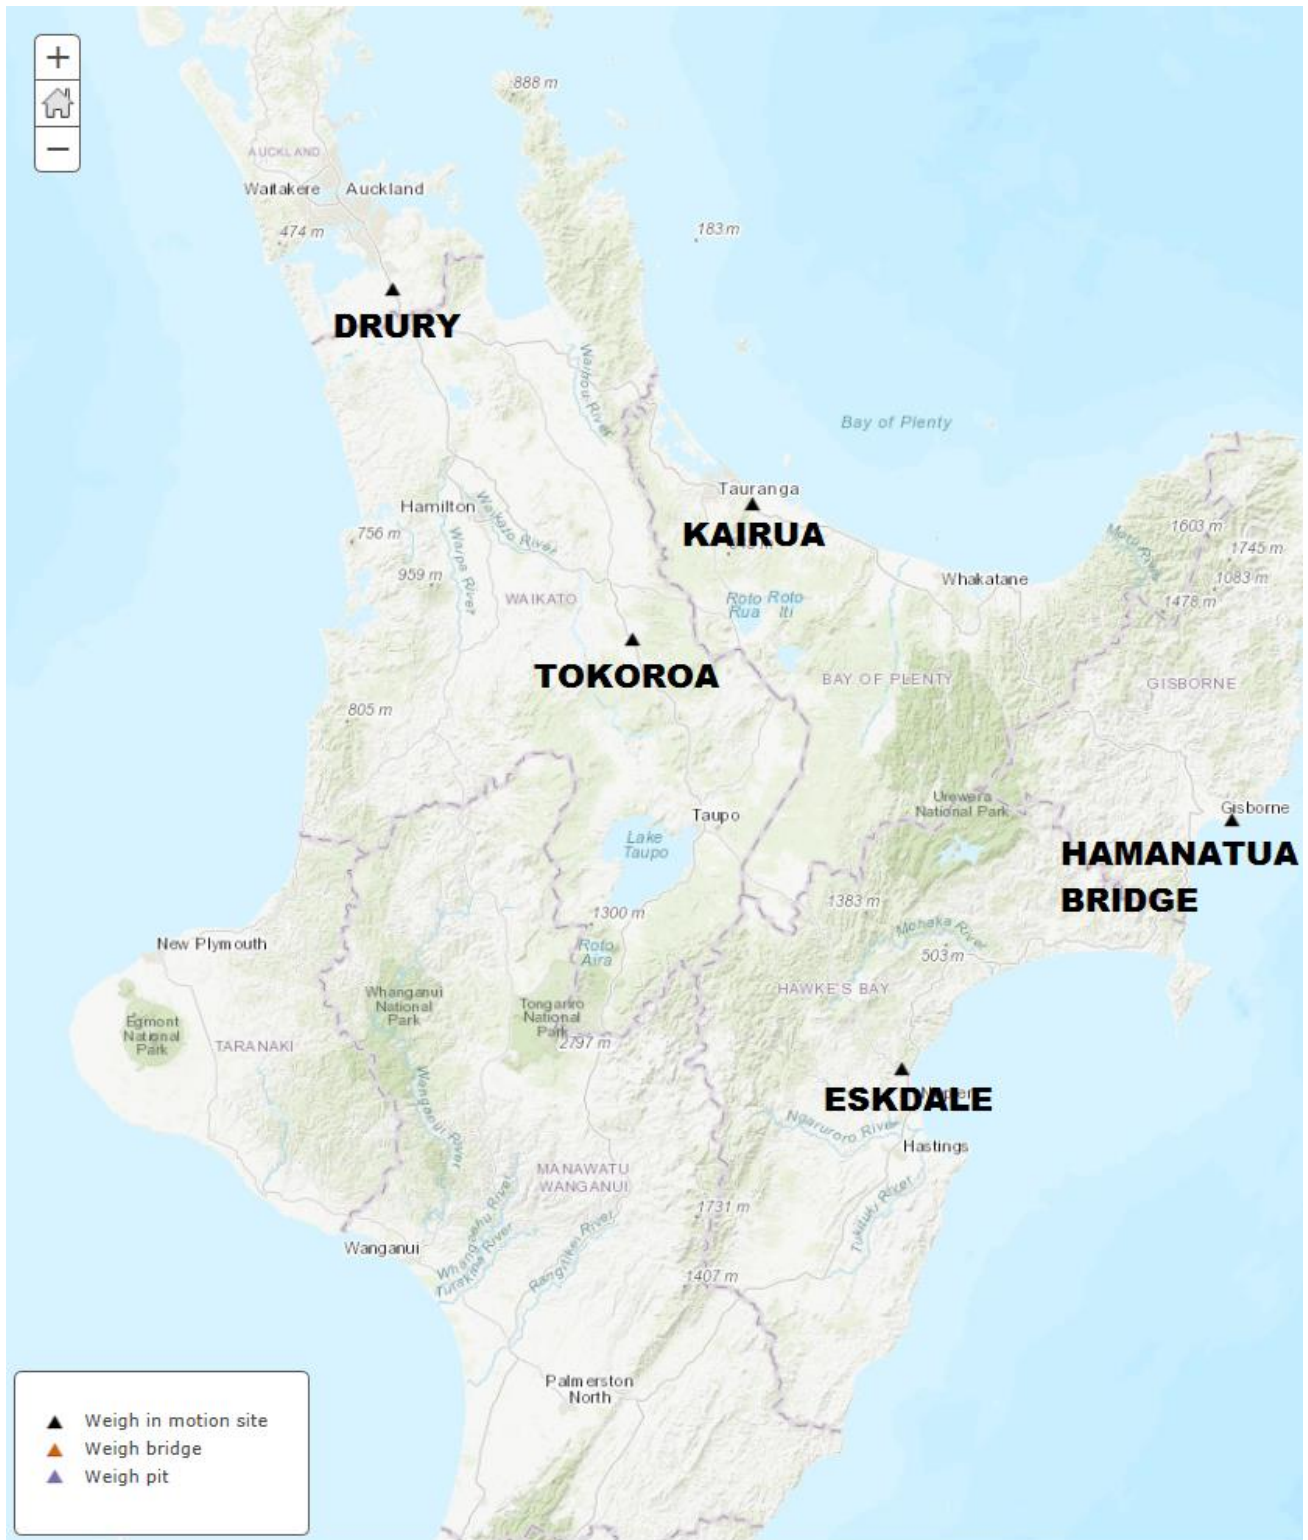 +
−
888 m
AUCKLAND
Waitakere
Auckland
474 m
183 m
DRURY
Waihou River
Bay of Plenty
Tauranga
KAIRUA
Hamilton
Waikato River
756 m
Waipa River
959 m
WAIKATO
Motu River
1603 m
1745 m
1083 m
1478 m
Whakatane
Roto
Rua
Roto
Iti
TOKOROA
BAY OF PLENTY
GISBORNE
805 m
Urewera
National Park
Gisborne
Taupo
Lake
Taupo
HAMANATUA
BRIDGE
1383 m
1300 m
Mohaka River
503 m
New Plymouth
Roto
Aira
Whanganui
National
Park
Tongariro
National
Park
2797 m
HAWKE'S BAY
Egmont
National
Park
TARANAKI
ESKDALE
Wanganui River
Ngaruroro River
Hastings
MANAWATU
WANGANUI
1731 m
Tukituki River
Wanganui
Whangaehu River
Turakina River
Rangitikei River
1407 m
Palmerston
North
Weigh in motion site
Weigh bridge
Weigh pit